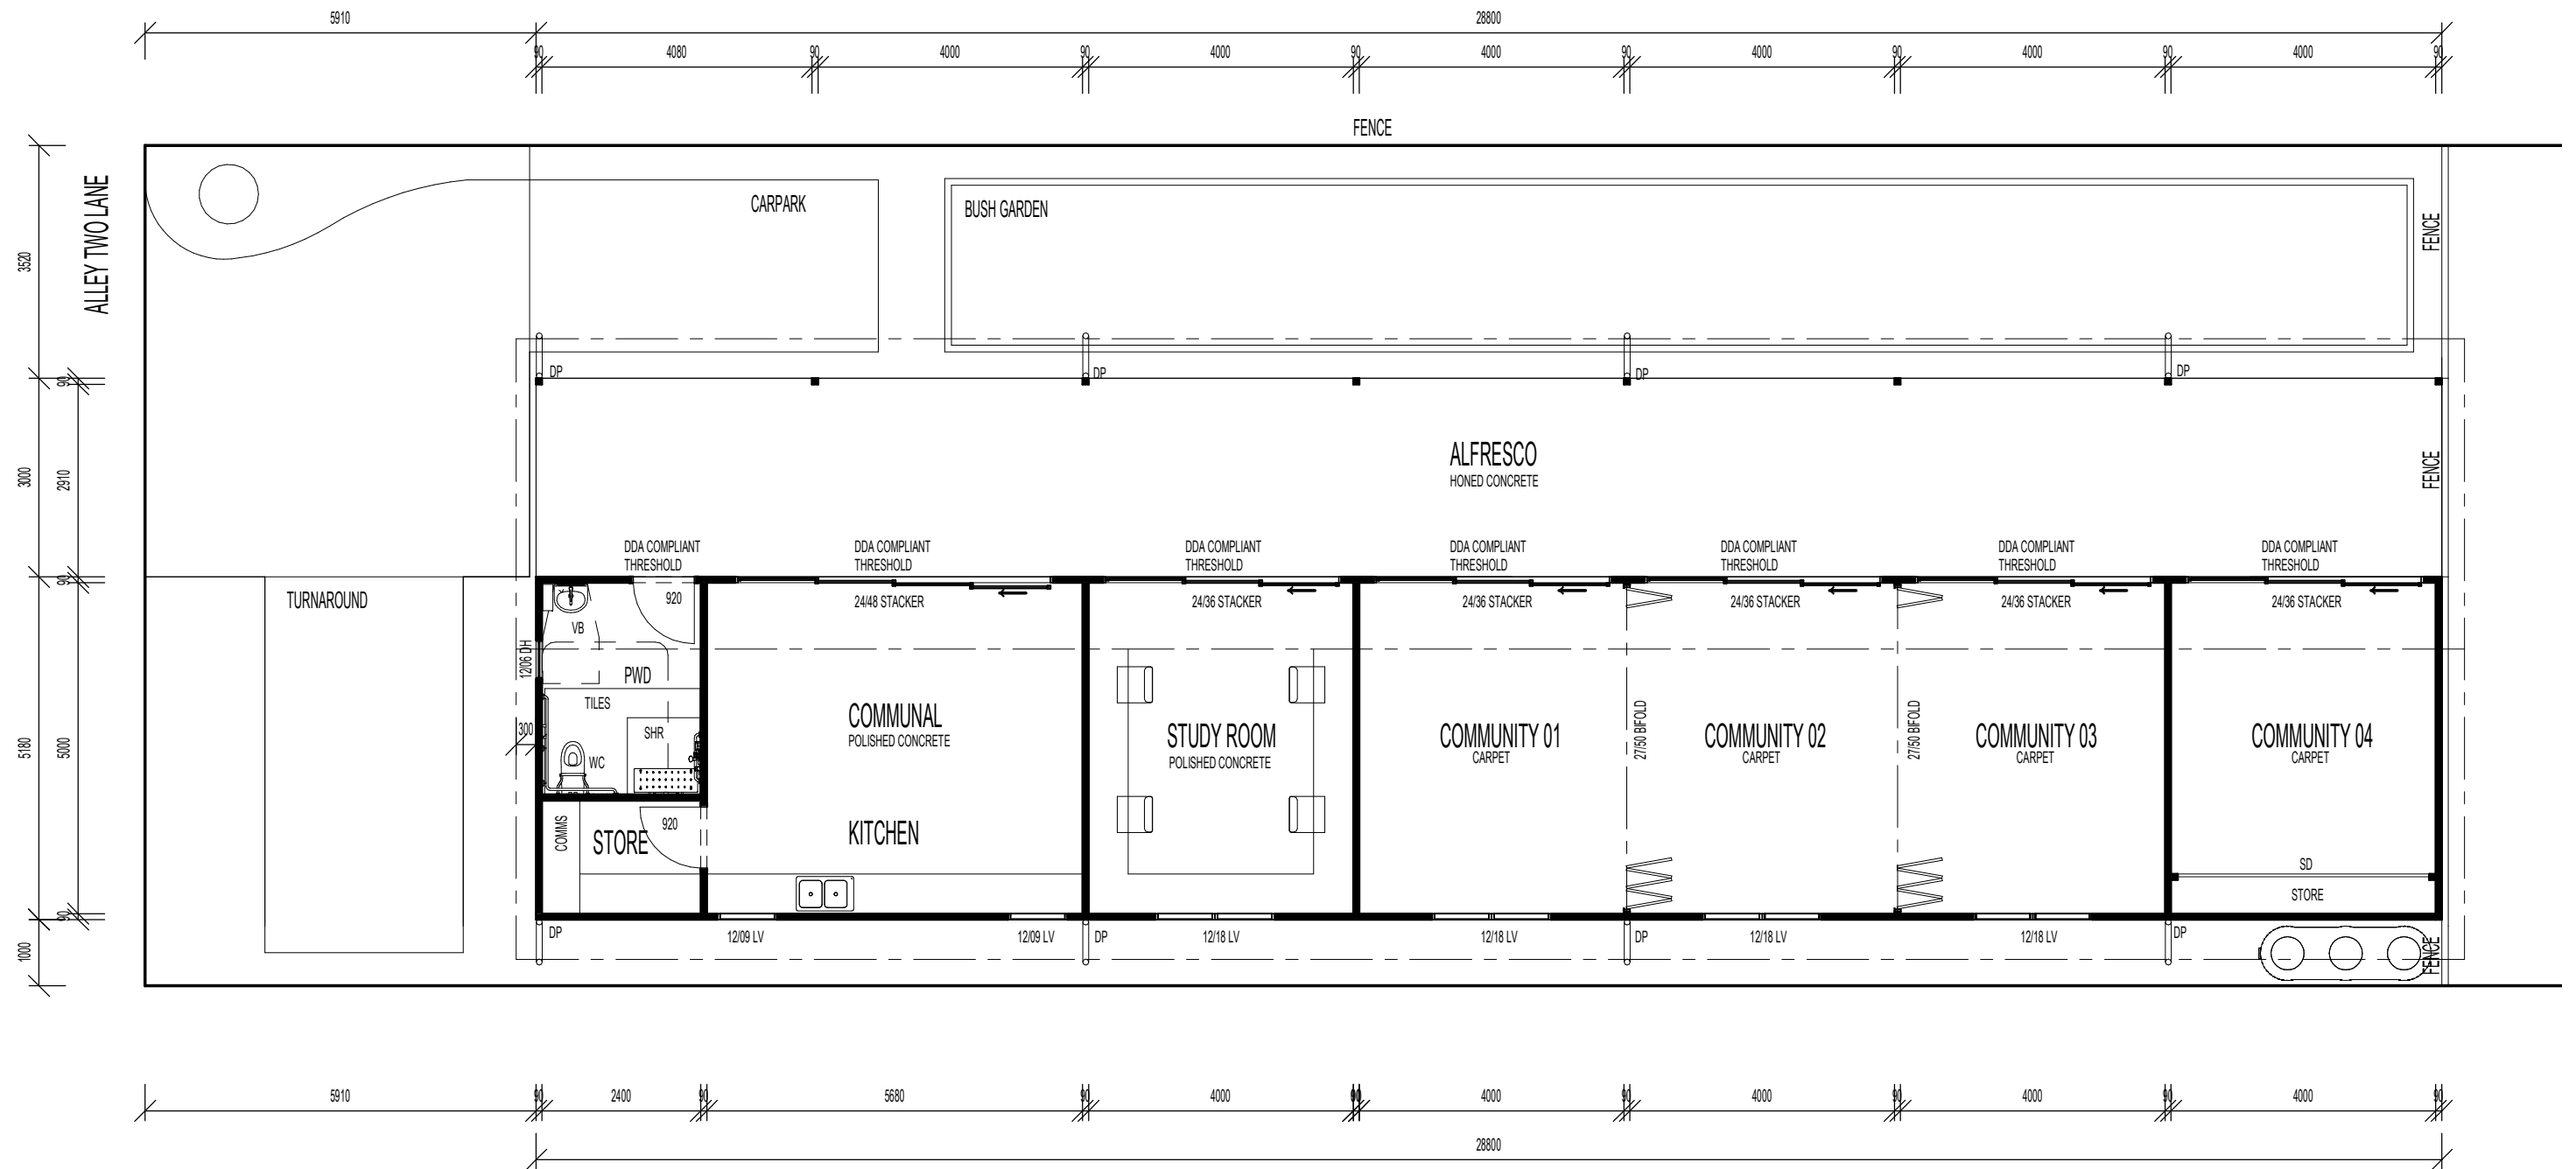 5910
28800
90
4080
90
4000
90
4000
90
4000
90
4000
90
4000
90
4000
90
FENCE
ALLEY TWO LANE
CARPARK
BUSH GARDEN
FENCE
3520
DP
DP
DP
DP
90
3000
2910
ALFRESCO
HONED CONCRETE
FENCE
DDA COMPLIANT
THRESHOLD
DDA COMPLIANT
THRESHOLD
DDA COMPLIANT
THRESHOLD
DDA COMPLIANT
THRESHOLD
DDA COMPLIANT
THRESHOLD
DDA COMPLIANT
THRESHOLD
DDA COMPLIANT
THRESHOLD
90
TURNAROUND
920
24/48 STACKER
24/36 STACKER
24/36 STACKER
24/36 STACKER
24/36 STACKER
24/36 STACKER
VB
12/06 DH
PWD
TILES
300
SHR
WC
COMMUNAL
POLISHED CONCRETE
STUDY ROOM
POLISHED CONCRETE
COMMUNITY 01
CARPET
27/50 BIFOLD
COMMUNITY 02
CARPET
27/50 BIFOLD
COMMUNITY 03
CARPET
COMMUNITY 04
CARPET
5180
5000
COMMS
STORE
920
KITCHEN
SD
STORE
90
1000
DP
12/09 LV
12/09 LV
DP
12/18 LV
12/18 LV
DP
12/18 LV
12/18 LV
DP
FENCE
5910
90
2400
90
5680
90
4000
90
4000
90
4000
90
4000
90
4000
90
28800